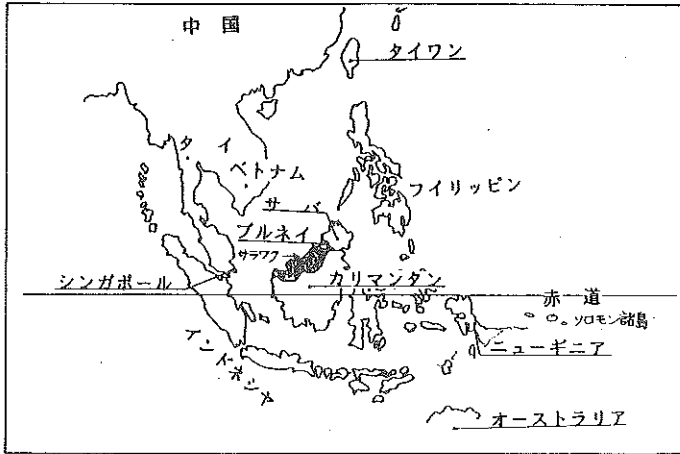 中国
タイワン
タイ
ベトナム
フイリッピン
サバ
ブルネイ
サラワク
シンガポール
カリマンタン
赤道
ソロモン諸島
ニューギニア
インドネシア
オーストラリア